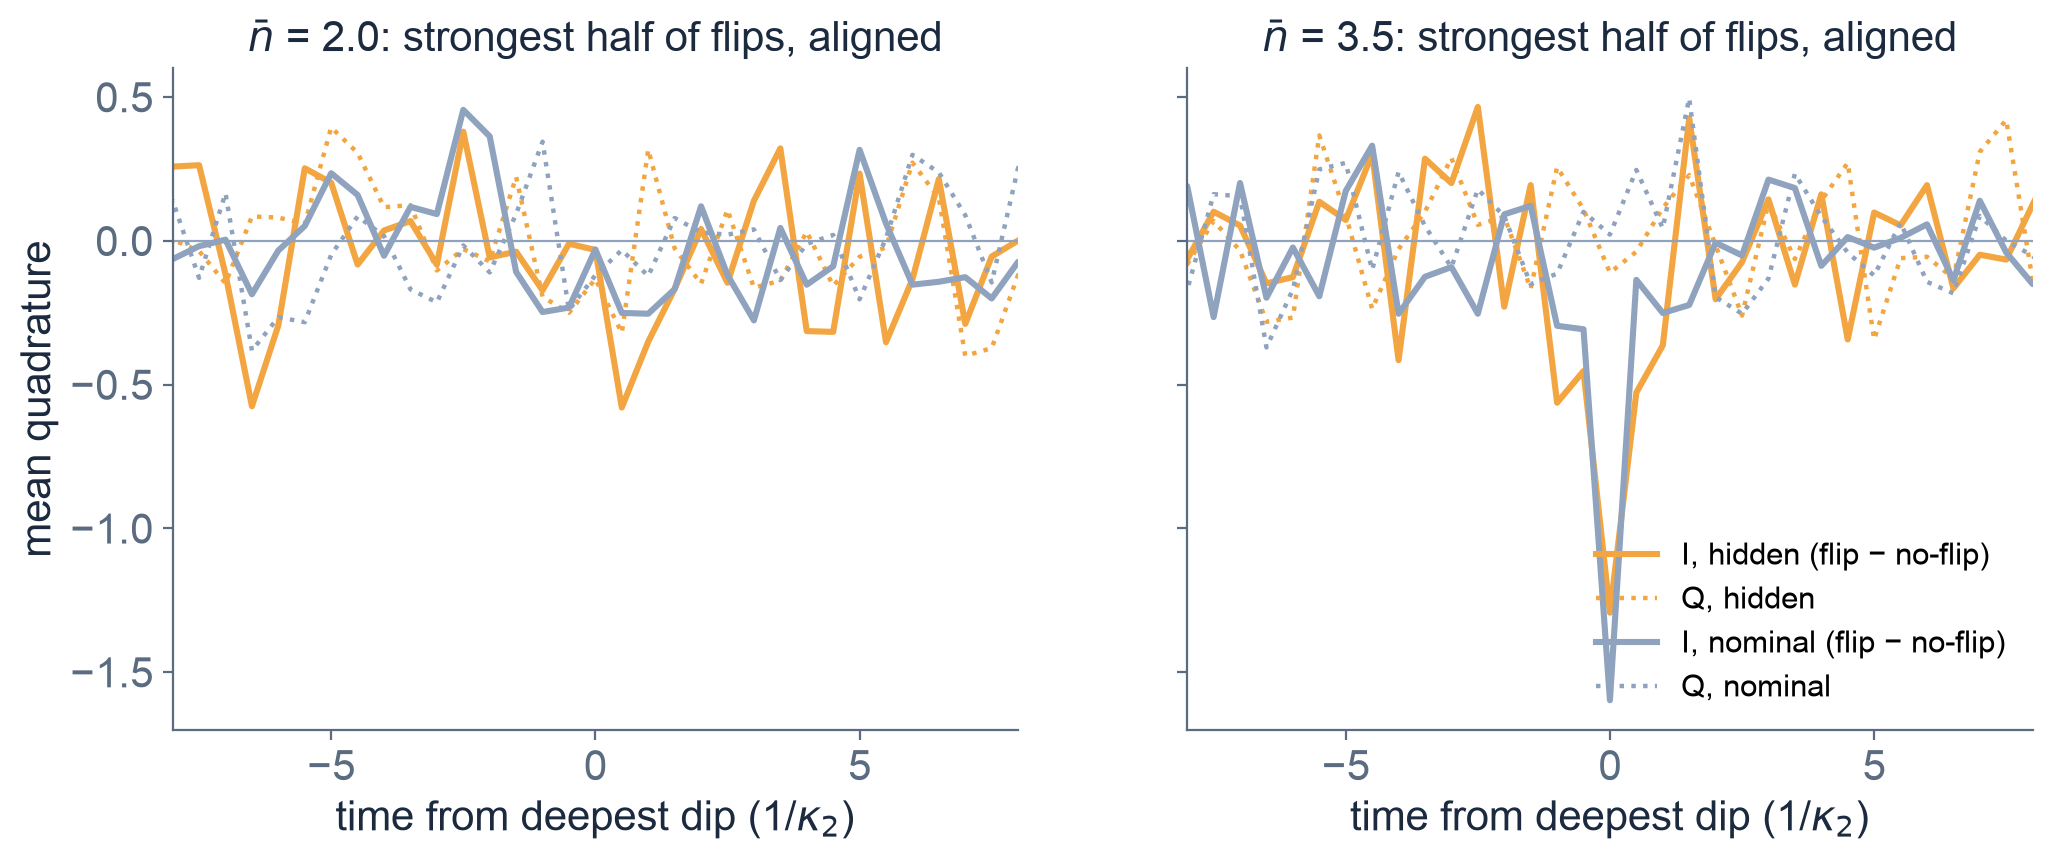 n̄ = 2.0: strongest half of flips, aligned
n̄ = 3.5: strongest half of flips, aligned
mean quadrature
0.5
0.0
−0.5
−1.0
−1.5
−5 0 5
−5 0 5
time from deepest dip (1/κ₂)
time from deepest dip (1/κ₂)
I, hidden (flip − no-flip)
Q, hidden
I, nominal (flip − no-flip)
Q, nominal